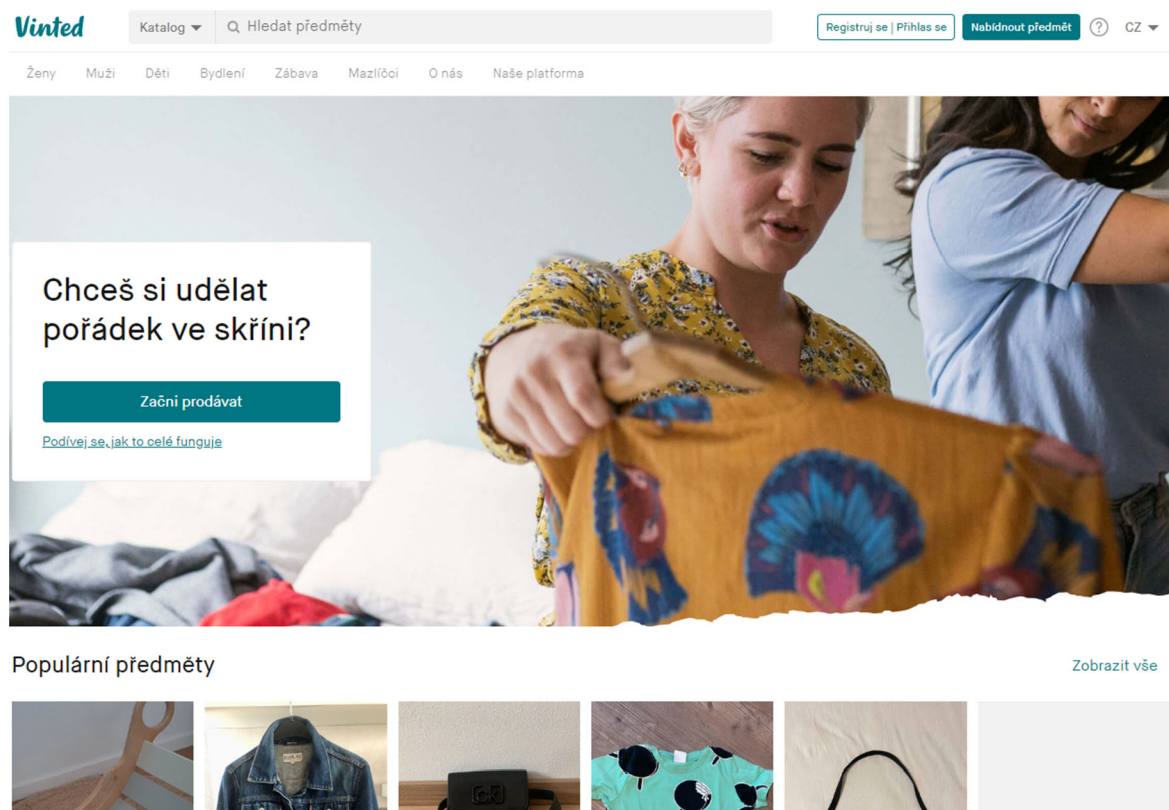 Vinted
Katalog
Hledat předměty
Registruj se | Přihlas se
Nabídnout předmět
?
CZ
Ženy
Muži
Děti
Bydlení
Zábava
Mazlíčci
O nás
Naše platforma
Chceš si udělat
pořádek ve skříni?
Začni prodávat
Podívej se, jak to celé funguje
Populární předměty
Zobrazit vše